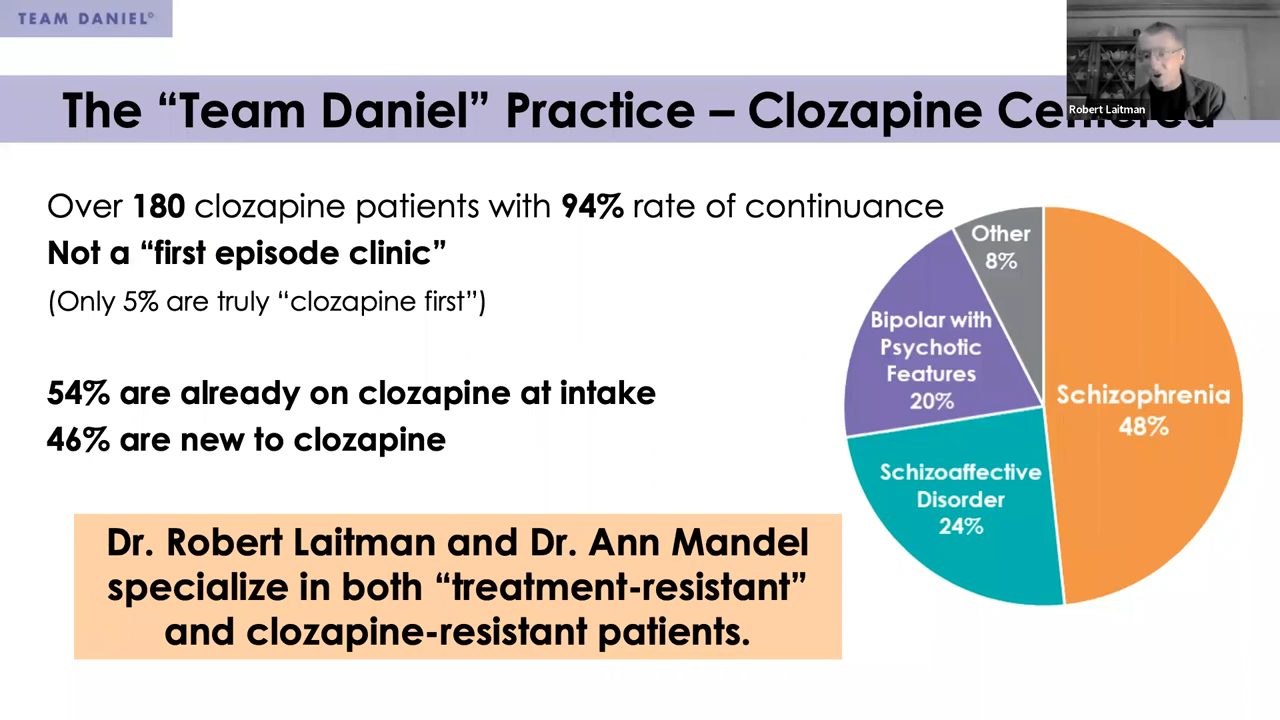 TEAM DANIEL©
Robert Laitman
The “Team Daniel” Practice – Clozapine Centered
Over 180 clozapine patients with 94% rate of continuance
Not a “first episode clinic”
(Only 5% are truly “clozapine first”)
54% are already on clozapine at intake
46% are new to clozapine
Dr. Robert Laitman and Dr. Ann Mandel
specialize in both “treatment-resistant”
and clozapine-resistant patients.
Other
8%
Bipolar with
Psychotic
Features
20%
Schizophrenia
48%
Schizoaffective
Disorder
24%